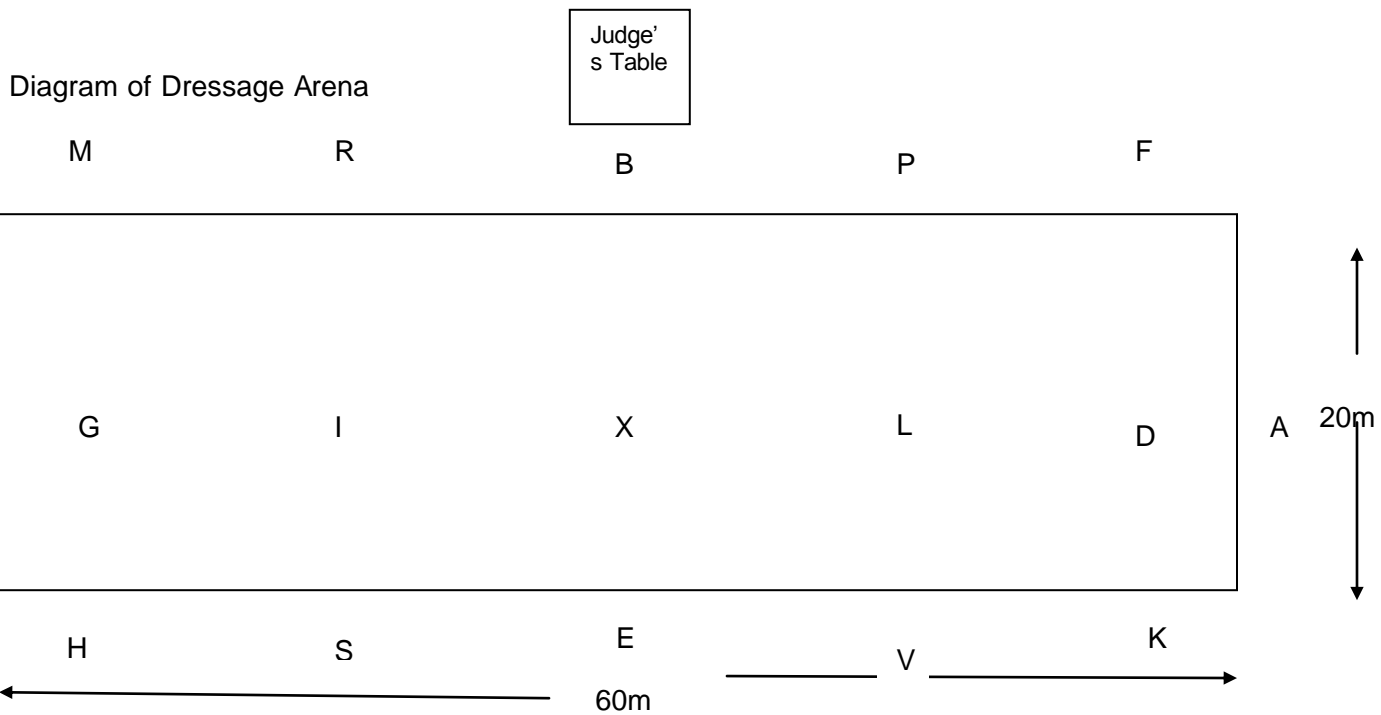 Judge'
s Table
Diagram of Dressage Arena
M R B P F
G I X L D A 20m
H S E V K
60m